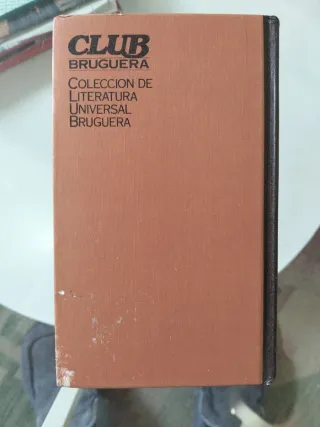 CLUB
BRUGUERA
COLECCION DE
LITERATURA
UNIVERSAL
BRUGUERA